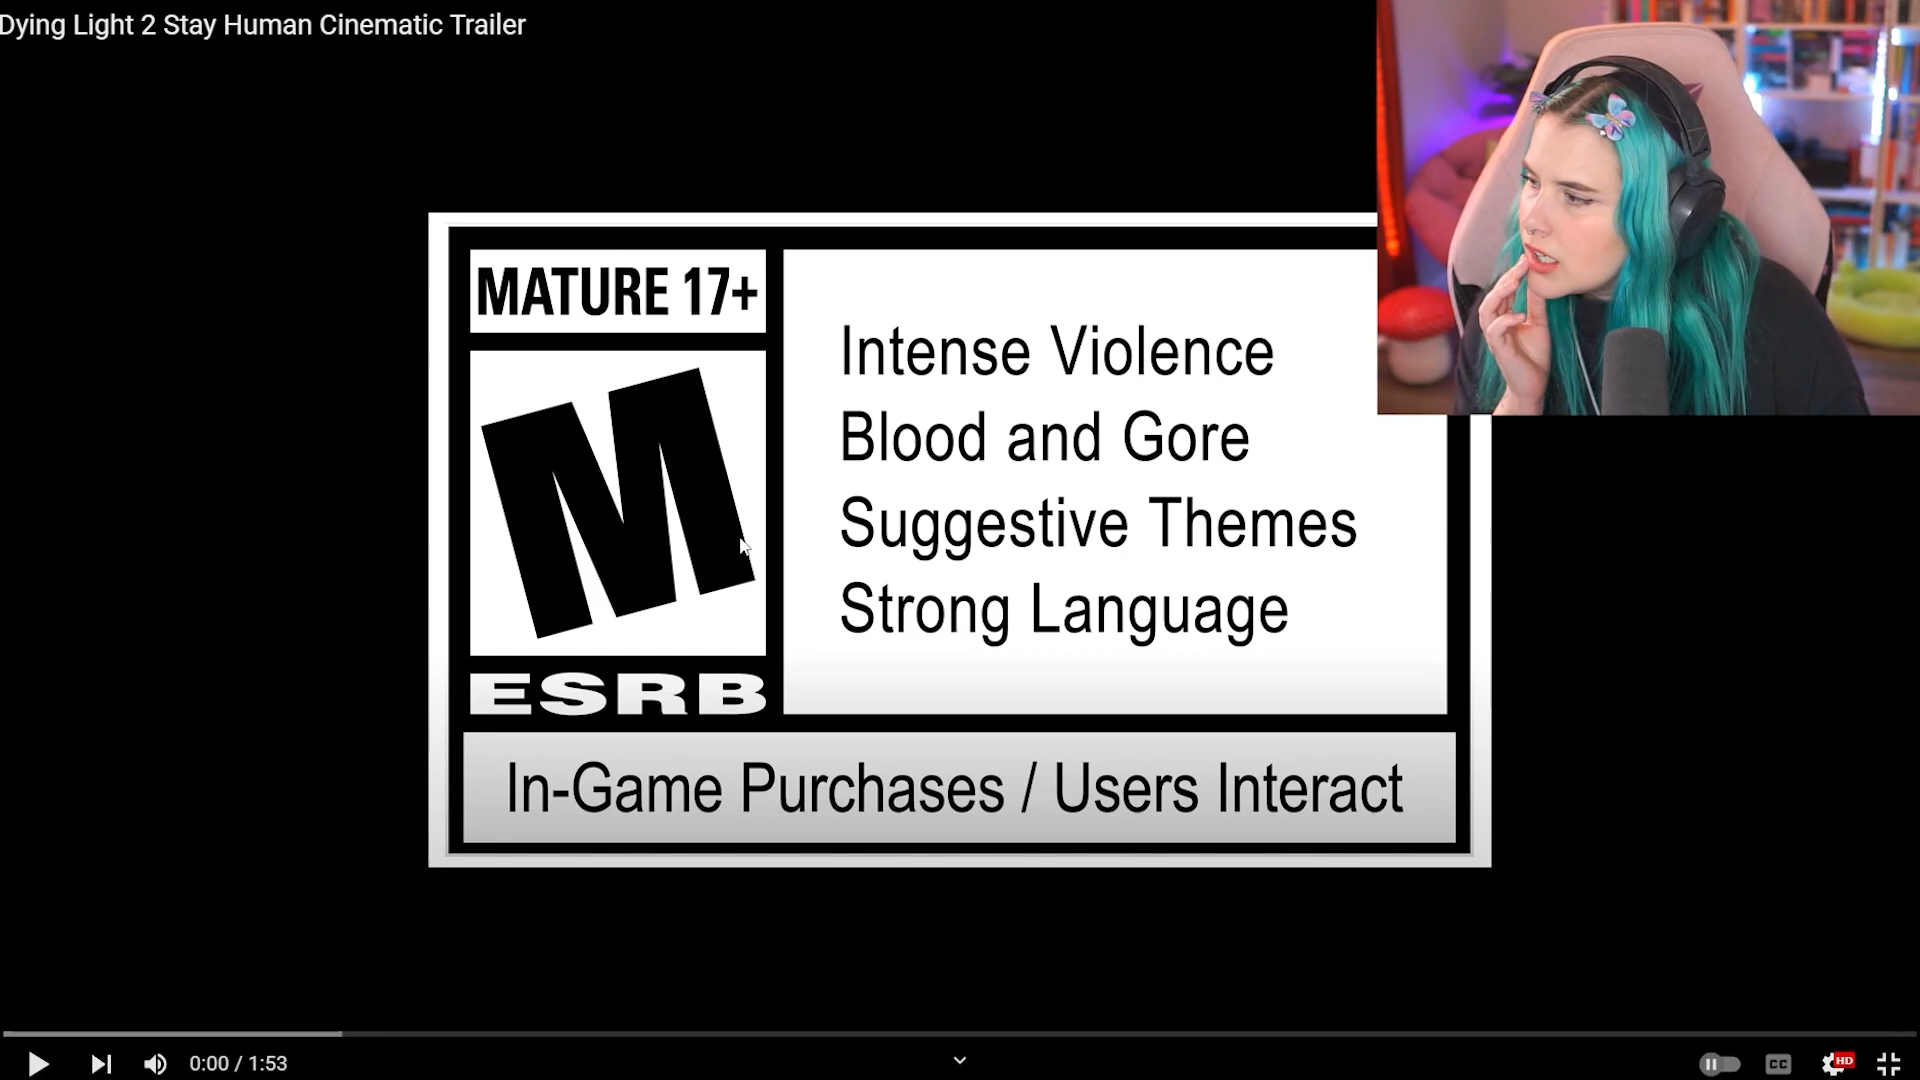 Dying Light 2 Stay Human Cinematic Trailer
MATURE 17+
M
ESRB
Intense Violence
Blood and Gore
Suggestive Themes
Strong Language
In-Game Purchases / Users Interact
0:00 / 1:53
CC
HD